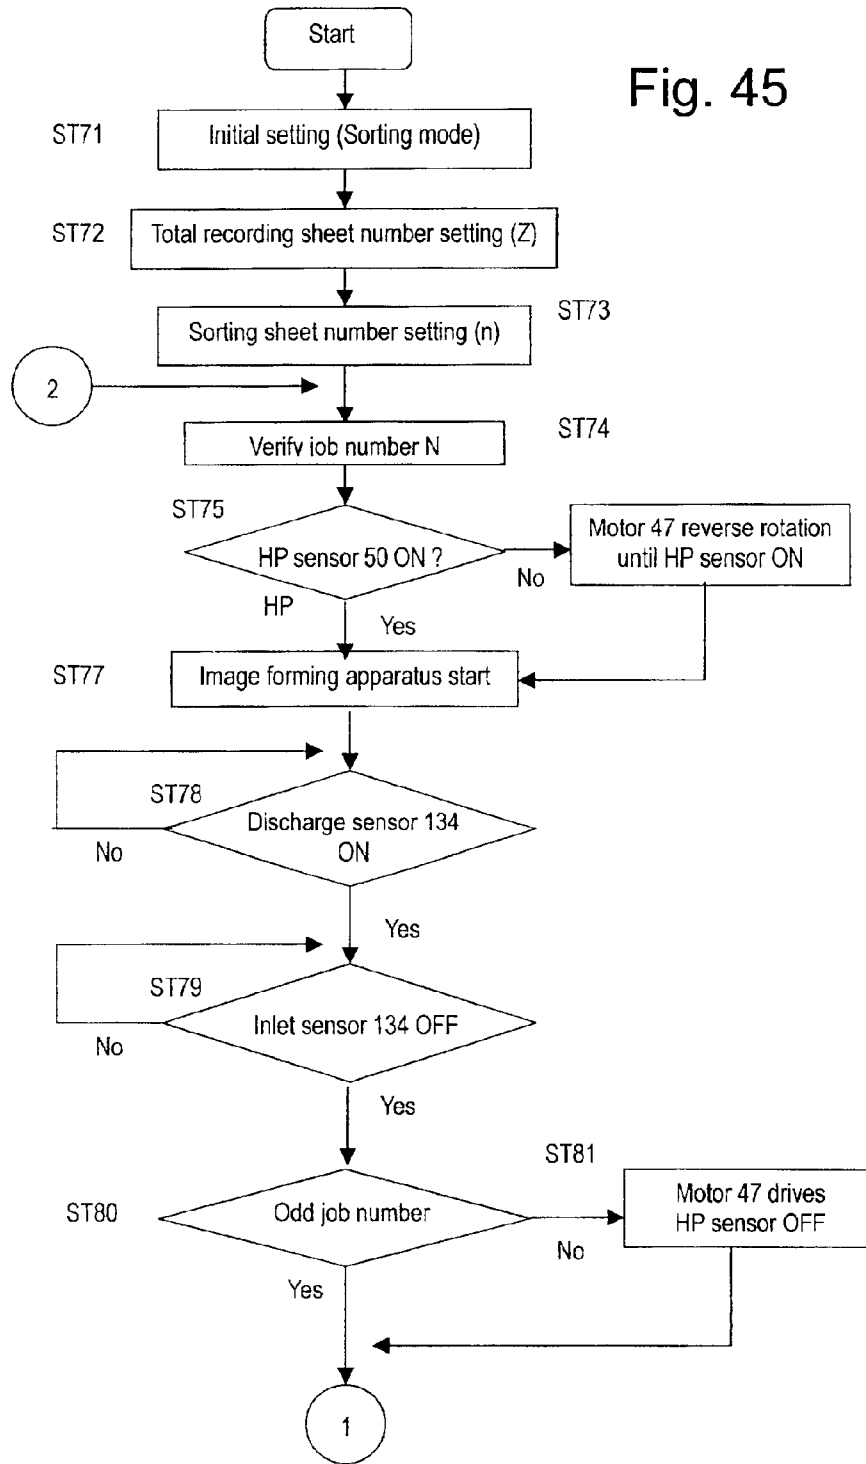 Start
Fig. 45
ST71
Initial setting (Sorting mode)
ST72
Total recording sheet number setting (Z)
ST73
Sorting sheet number setting (n)
2
ST74
Verify job number N
ST75
HP sensor 50 ON ?
Motor 47 reverse rotation
until HP sensor ON
No
HP
Yes
ST77
Image forming apparatus start
ST78
Discharge sensor 134
ON
No
Yes
ST79
Inlet sensor 134 OFF
No
Yes
ST81
ST80
Odd job number
Motor 47 drives
HP sensor OFF
No
Yes
1